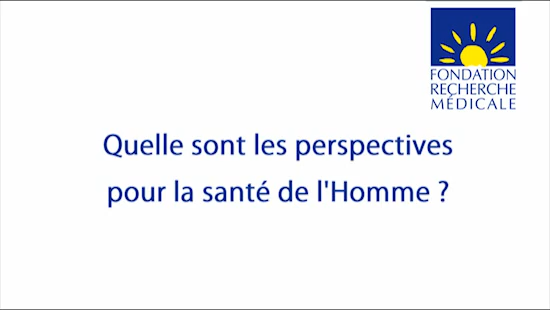 FONDATION
RECHERCHE
MÉDICALE
Quelle sont les perspectives
pour la santé de l'Homme ?